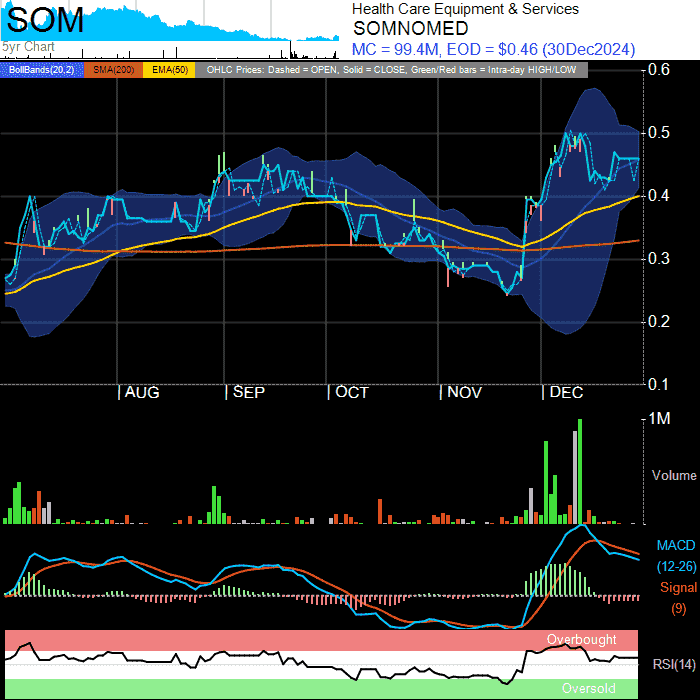 SOM
5yr Chart
Health Care Equipment & Services
SOMNOMED
MC = 99.4M, EOD = $0.46 (30Dec2024)
BollBands(20,2) SMA(200) EMA(50) OHLC Prices: Dashed = OPEN, Solid = CLOSE, Green/Red bars = Intra-day HIGH/LOW
0.6
0.5
0.4
0.3
0.2
0.1
AUG SEP OCT NOV DEC
1M
Volume
MACD
(12-26)
Signal
(9)
Overbought
RSI(14)
Oversold